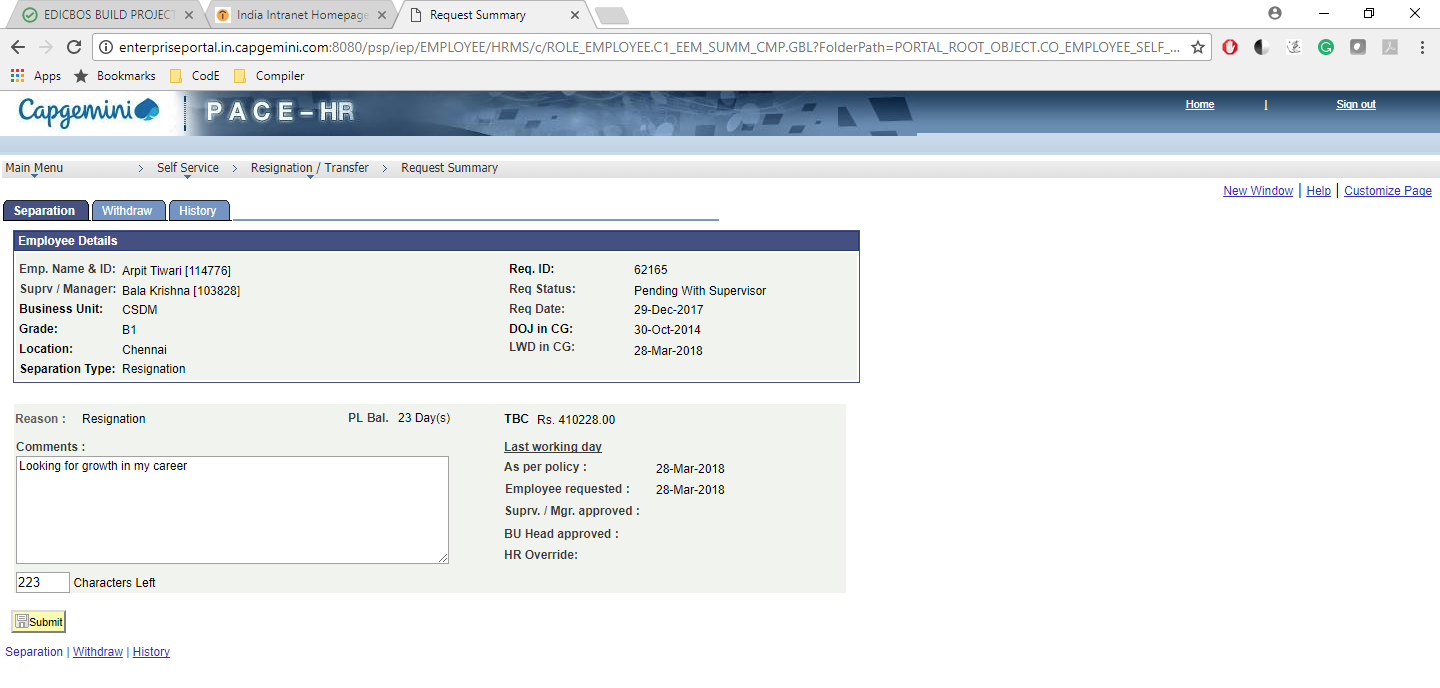 EDICBOS BUILD PROJECT
India Intranet Homepage
Request Summary
enterpriseportal.in.capgemini.com:8080/psp/iep/EMPLOYEE/HRMS/c/ROLE_EMPLOYEE.C1_EEM_SUMM_CMP.GBL?FolderPath=PORTAL_ROOT_OBJECT.CO_EMPLOYEE_SELF_...
Apps Bookmarks CodE Compiler
Capgemini PACE-HR Home | Sign out
Main Menu > Self Service > Resignation / Transfer > Request Summary
New Window | Help | Customize Page
Separation Withdraw History
Employee Details
Emp. Name & ID: Arpit Tiwari [114776] Req. ID: 62165
Suprv / Manager: Bala Krishna [103828] Req Status: Pending With Supervisor
Business Unit: CSDM Req Date: 29-Dec-2017
Grade: B1 DOJ in CG: 30-Oct-2014
Location: Chennai LWD in CG: 28-Mar-2018
Separation Type: Resignation
Reason : Resignation PL Bal. 23 Day(s) TBC Rs. 410228.00
Comments : Last working day
Looking for growth in my career
As per policy : 28-Mar-2018
Employee requested : 28-Mar-2018
Suprv. / Mgr. approved :
BU Head approved :
HR Override:
223 Characters Left
Submit
Separation | Withdraw | History